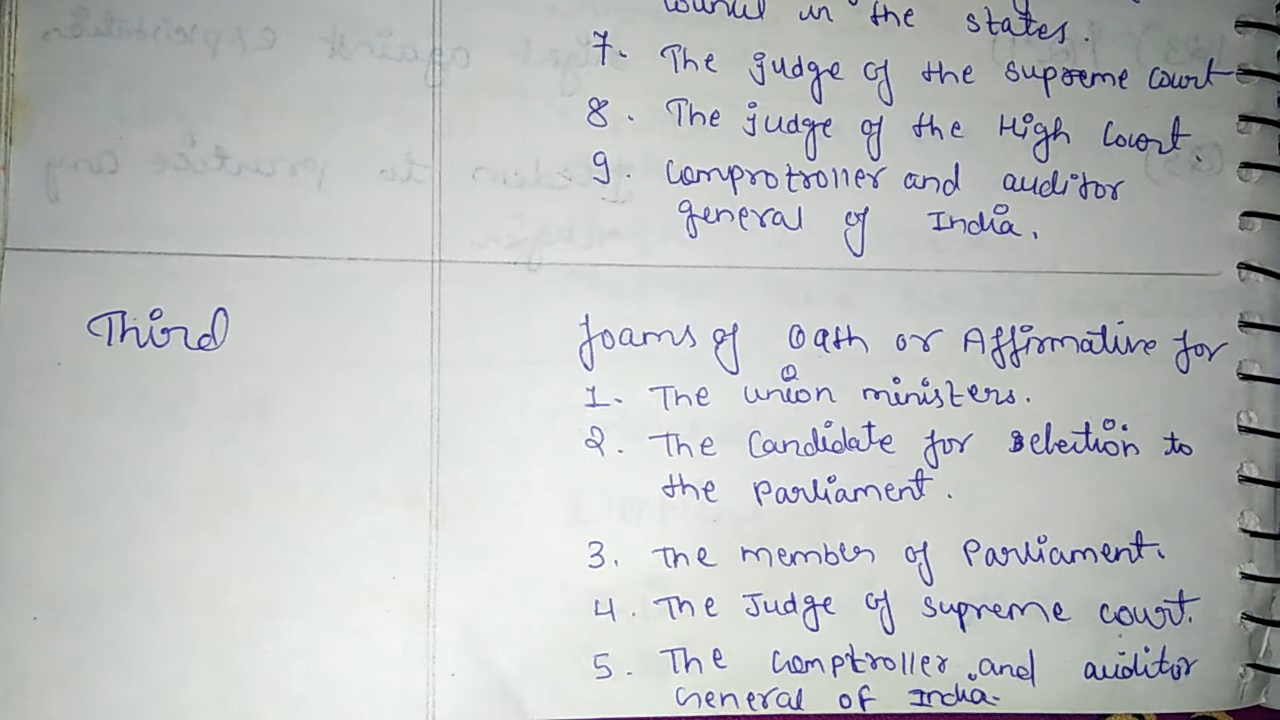 council in the states.
7. The judge of the supreme court
8. The judge of the High Court.
9. Comprotroller and auditor
general of India.
Third
foams of Oath or Affirmative for
1. The union ministers.
2. The Candidate for selection to
the Parliament.
3. The member of Parliament.
4. The Judge of supreme court.
5. The Comptroller and auditor
General of India.